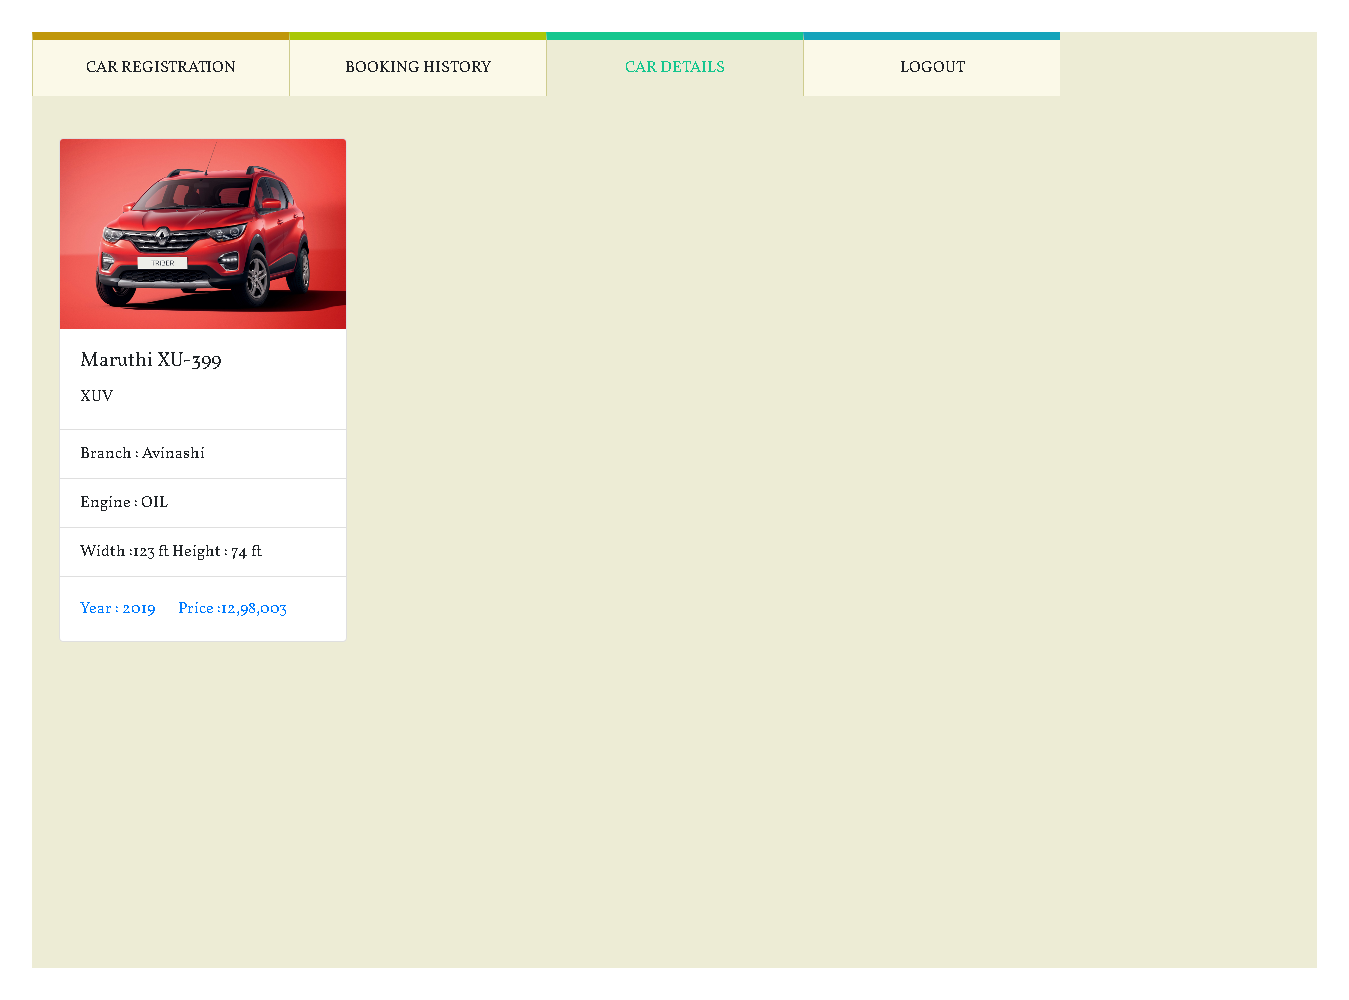 CAR REGISTRATION
BOOKING HISTORY
CAR DETAILS
LOGOUT
TRIBER
Maruthi XU-399
XUV
Branch : Avinashi
Engine : OIL
Width :123 ft Height : 74 ft
Year : 2019 Price :12,98,003